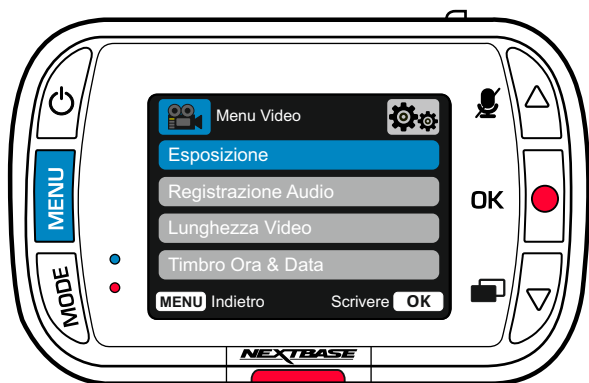 Menu Video
Esposizione
MENU
Registrazione Audio
OK
Lunghezza Video
Timbro Ora & Data
MODE
MENU Indietro Scrivere OK
NEXTBASE